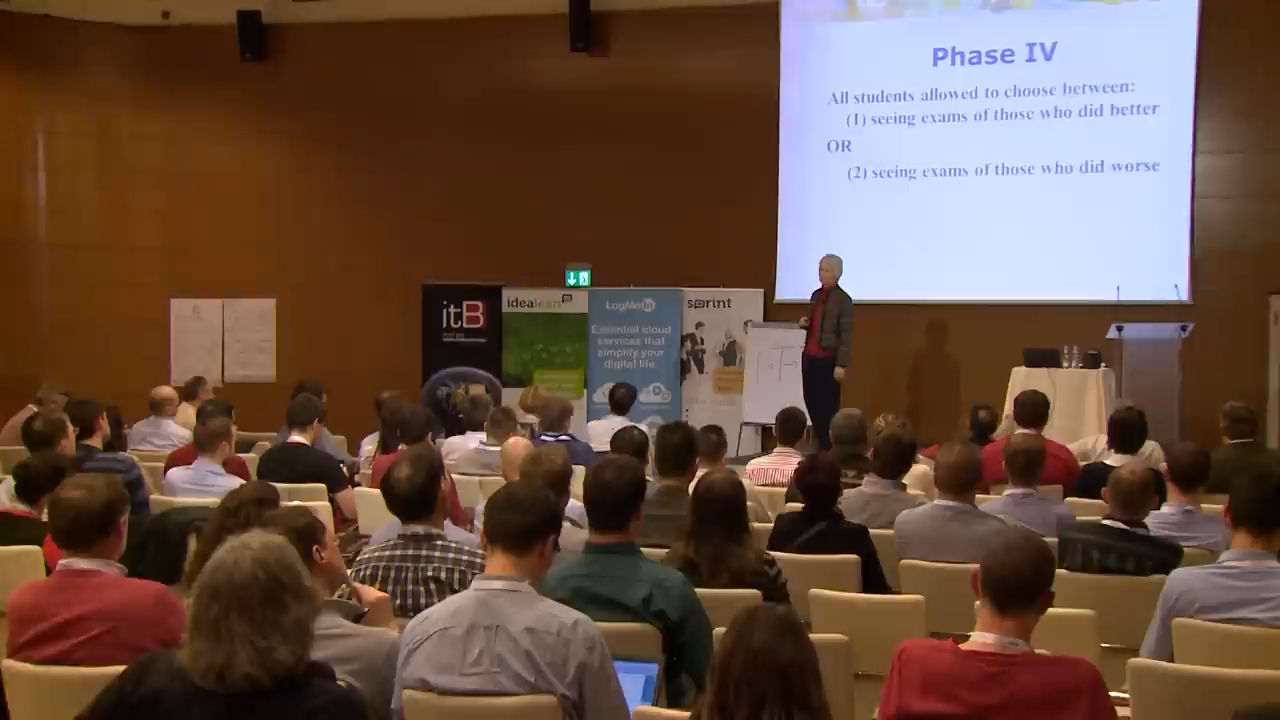 Phase IV
All students allowed to choose between:
(1) seeing exams of those who did better
OR
(2) seeing exams of those who did worse
itB
idealean
LogMeIn
Essential cloud
services that
simplify your
digital life.
sprint